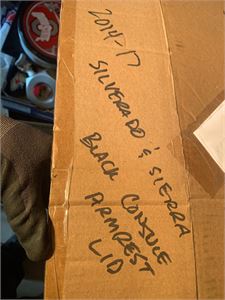 2014-17
SILVERADO & SIERRA
BLACK CONSOLE
ARMREST
LID